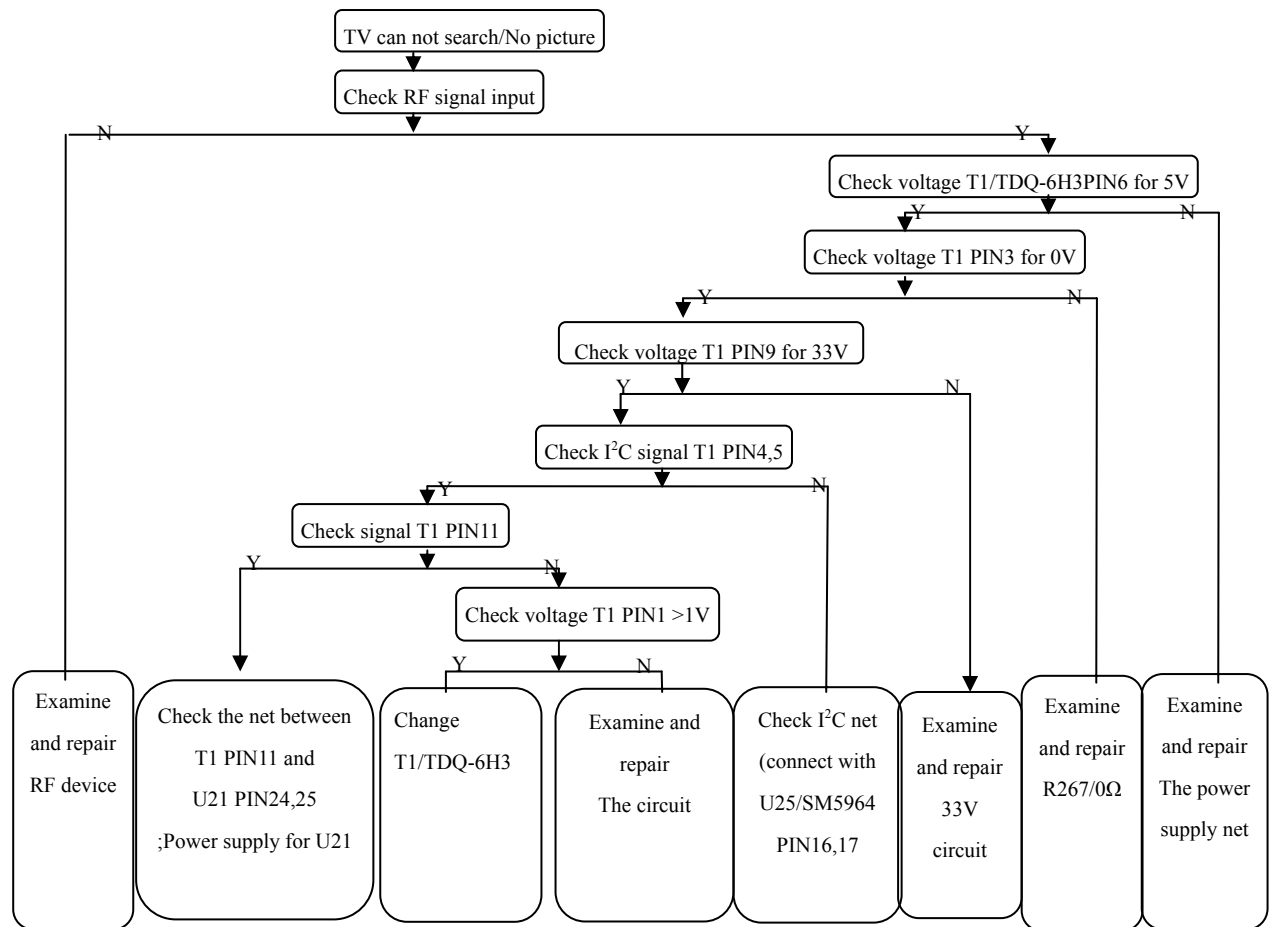 TV can not search/No picture
Check RF signal input
N
Y
Check voltage T1/TDQ-6H3PIN6 for 5V
Y
N
Check voltage T1 PIN3 for 0V
Y
N
Check voltage T1 PIN9 for 33V
Y
N
Check I²C signal T1 PIN4,5
Y
N
Check signal T1 PIN11
Y
N
Check voltage T1 PIN1 >1V
Y
N
Examine
and repair
RF device
Check the net between
T1 PIN11 and
U21 PIN24,25
;Power supply for U21
Change
T1/TDQ-6H3
Examine and
repair
The circuit
Check I²C net
(connect with
U25/SM5964
PIN16,17
Examine
and repair
33V
circuit
Examine
and repair
R267/0Ω
Examine
and repair
The power
supply net